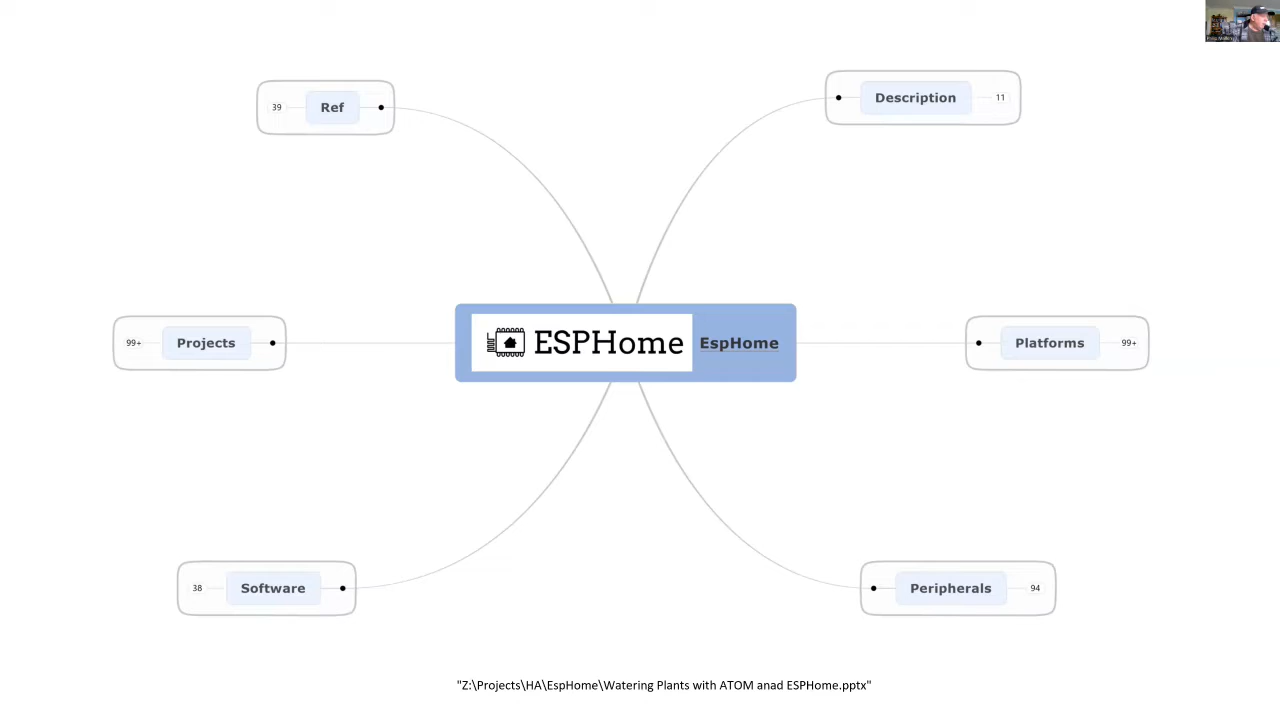 39 Ref
Description 11
99+ Projects
ESPHome EspHome
Platforms 99+
38 Software
Peripherals 94
"Z:\Projects\HA\EspHome\Watering Plants with ATOM anad ESPHome.pptx"